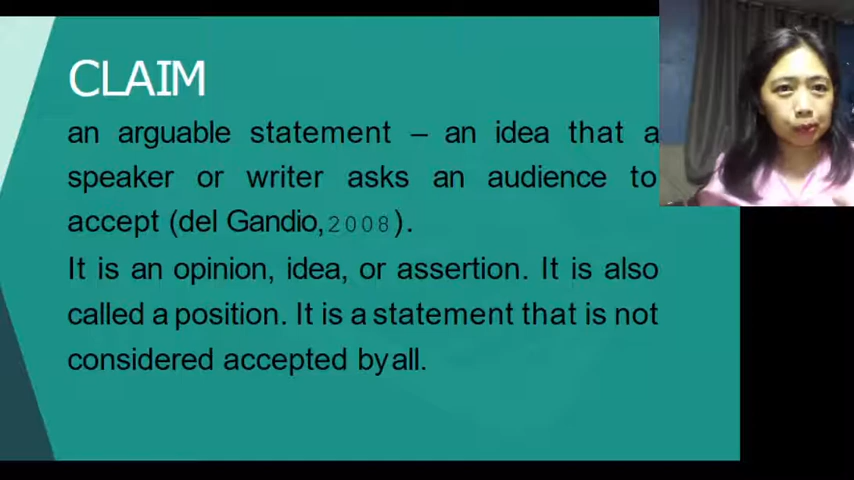 CLAIM
an arguable statement – an idea that a
speaker or writer asks an audience to
accept (del Gandio,2008).
It is an opinion, idea, or assertion. It is also
called a position. It is a statement that is not
considered accepted by all.